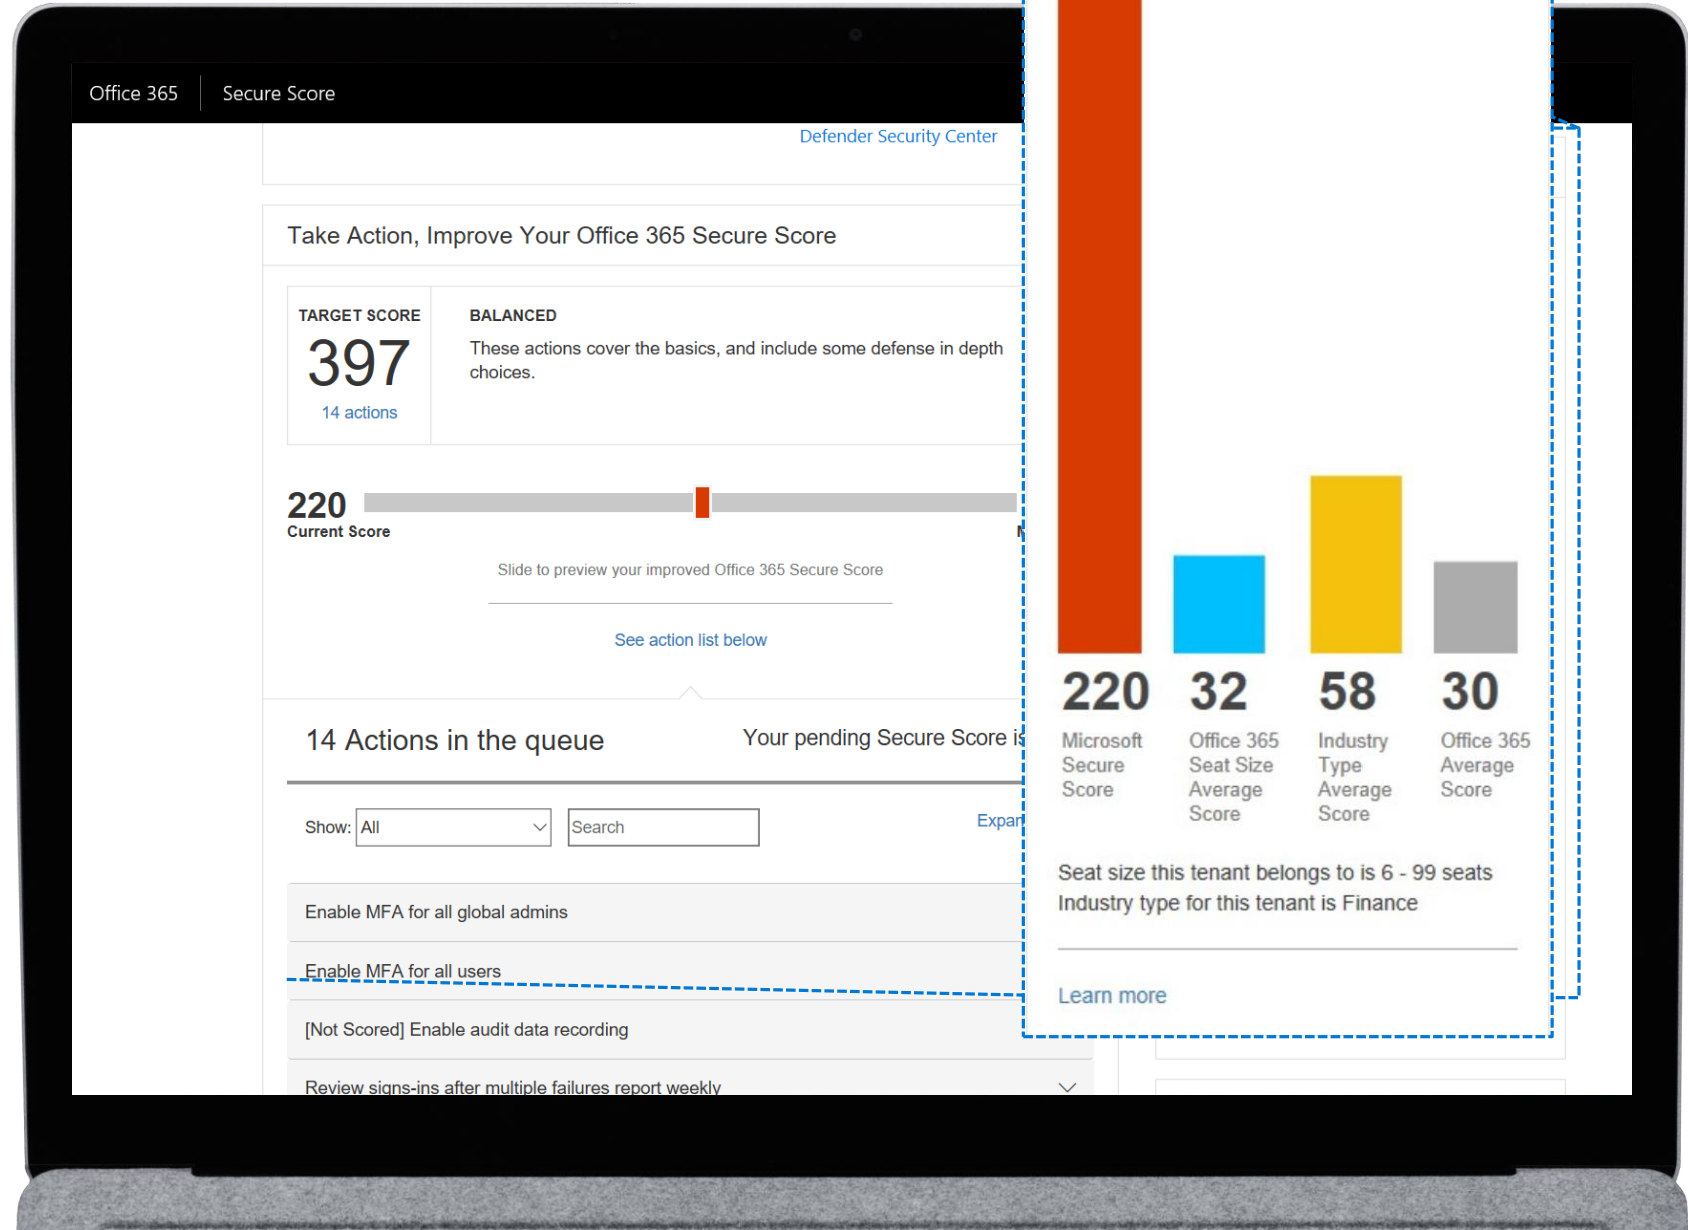 Office 365
Secure Score
Defender Security Center
Take Action, Improve Your Office 365 Secure Score
TARGET SCORE
397
14 actions
BALANCED
These actions cover the basics, and include some defense in depth
choices.
220
Current Score
Slide to preview your improved Office 365 Secure Score
See action list below
14 Actions in the queue
Your pending Secure Score is
Show:
All
Search
Enable MFA for all global admins
Enable MFA for all users
[Not Scored] Enable audit data recording
Review signs-ins after multiple failures report weekly
220
Microsoft
Secure
Score
32
Office 365
Seat Size
Average
Score
58
Industry
Type
Average
Score
30
Office 365
Average
Score
Seat size this tenant belongs to is 6 - 99 seats
Industry type for this tenant is Finance
Learn more